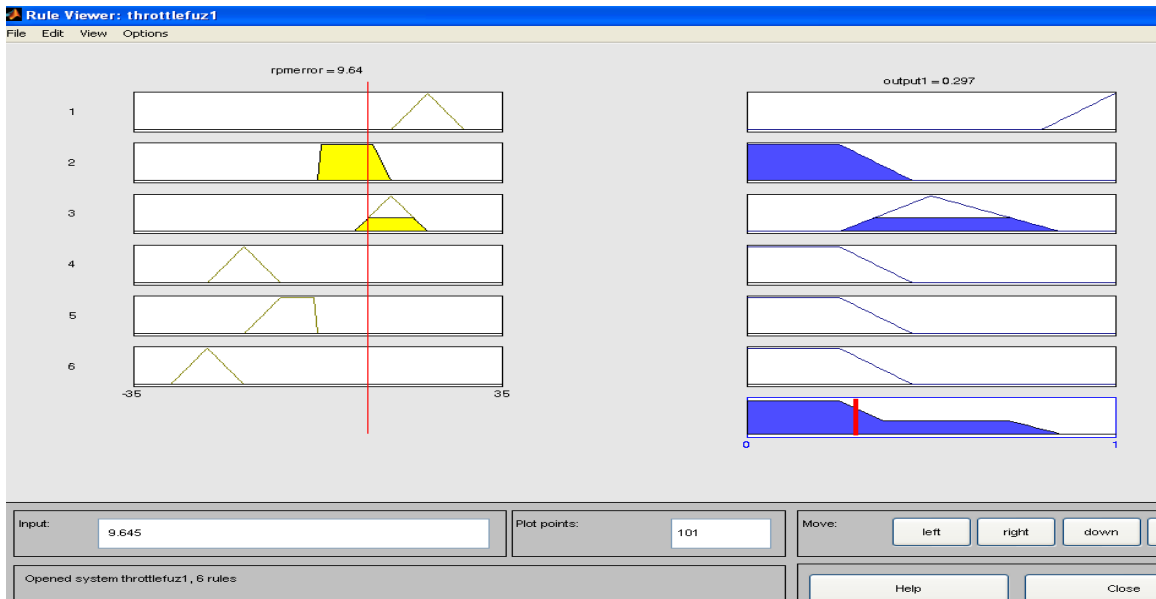 Rule Viewer: throttlefuz1
File Edit View Options
rpmerror = 9.64
output1 = 0.297
1
2
3
4
5
6
-35 35
0 1
Input: 9.645
Plot points: 101
Move: left right down
Opened system throttlefuz1, 6 rules
Help Close